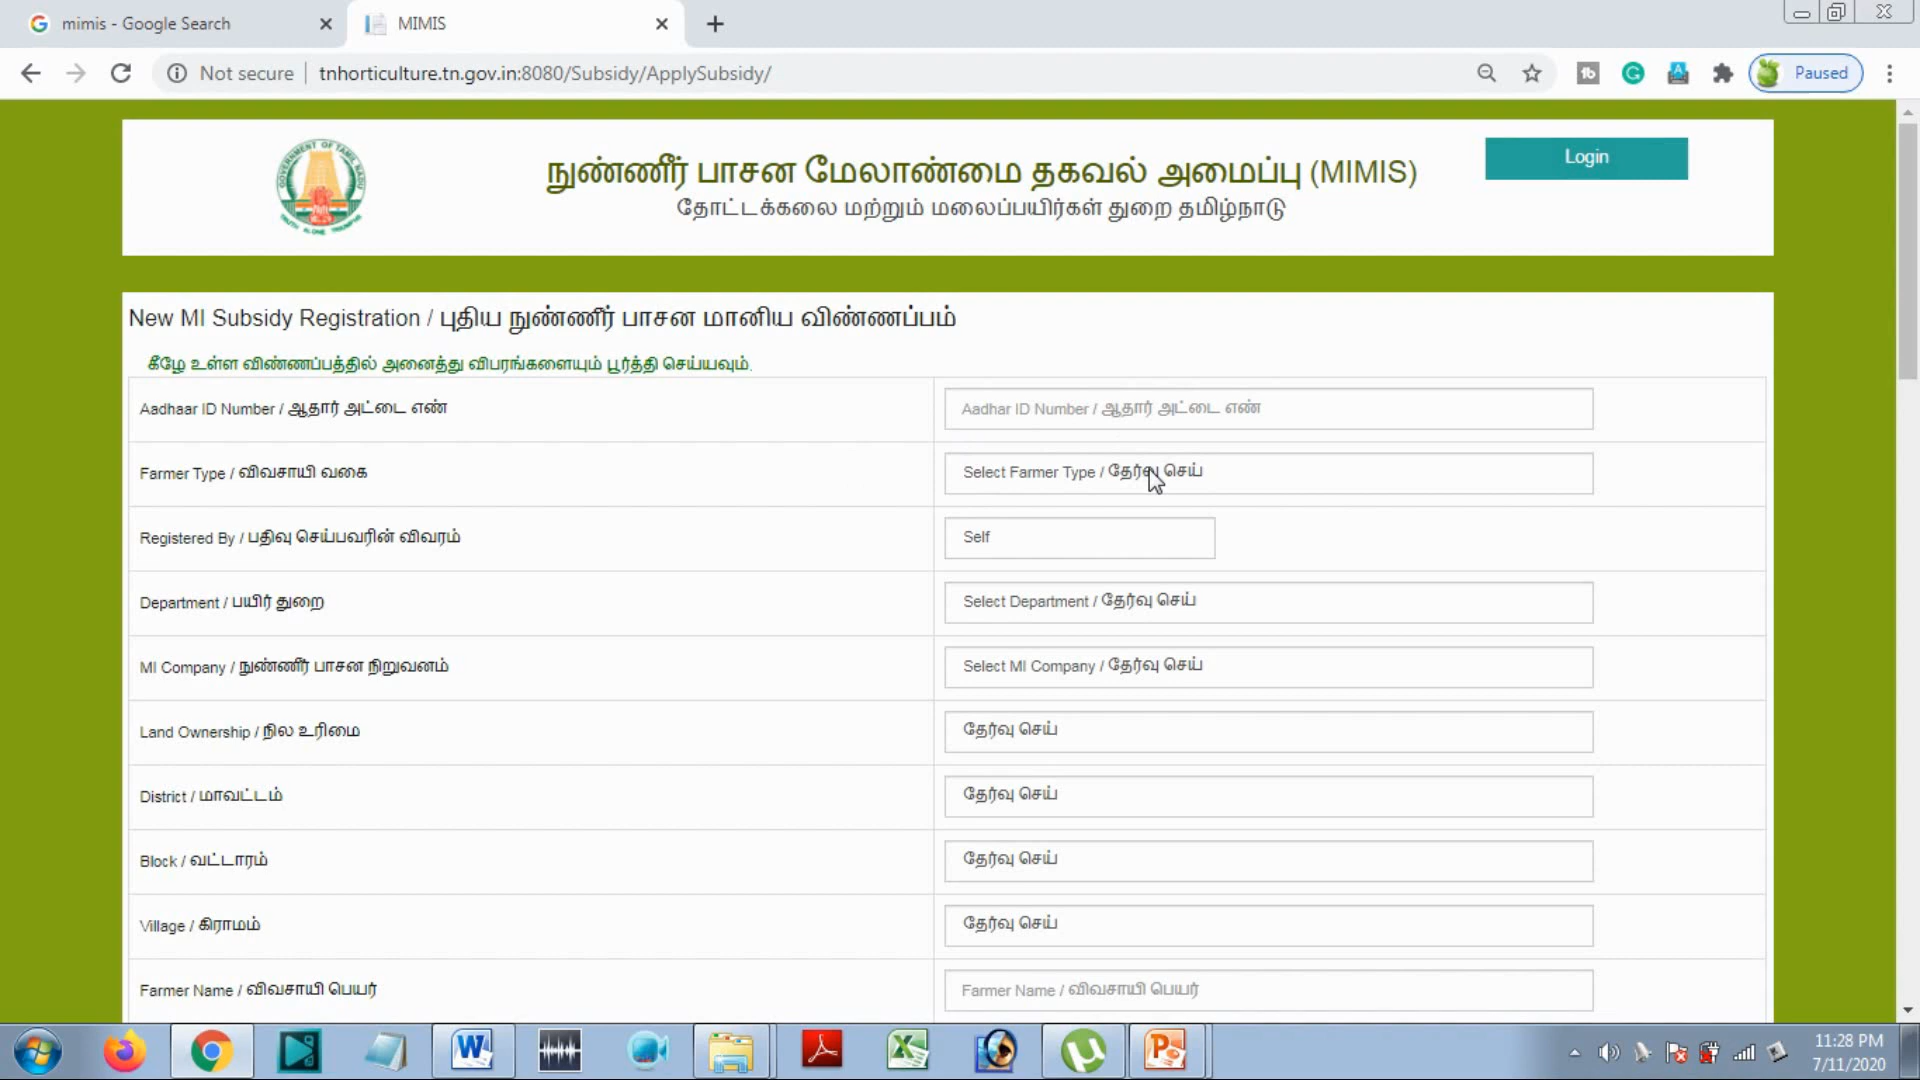 mimis - Google Search
MIMIS
Not secure
tnhorticulture.tn.gov.in:8080/Subsidy/ApplySubsidy/
Paused
நுண்ணீர் பாசன மேலாண்மை தகவல் அமைப்பு (MIMIS)
Login
தோட்டக்கலை மற்றும் மலைப்பயிர்கள் துறை தமிழ்நாடு
New MI Subsidy Registration / புதிய நுண்ணீர் பாசன மானிய விண்ணப்பம்
கீழே உள்ள விண்ணப்பத்தில் அனைத்து விபரங்களையும் பூர்த்தி செய்யவும்.
Aadhaar ID Number / ஆதார் அட்டை எண்
Aadhar ID Number / ஆதார் அட்டை எண்
Farmer Type / விவசாயி வகை
Select Farmer Type / தேர்வு செய்
Registered By / பதிவு செய்பவரின் விவரம்
Self
Department / பயிர் துறை
Select Department / தேர்வு செய்
MI Company / நுண்ணீர் பாசன நிறுவனம்
Select MI Company / தேர்வு செய்
Land Ownership / நில உரிமை
தேர்வு செய்
District / மாவட்டம்
தேர்வு செய்
Block / வட்டாரம்
தேர்வு செய்
Village / கிராமம்
தேர்வு செய்
Farmer Name / விவசாயி பெயர்
Farmer Name / விவசாயி பெயர்
11:28 PM
7/11/2020